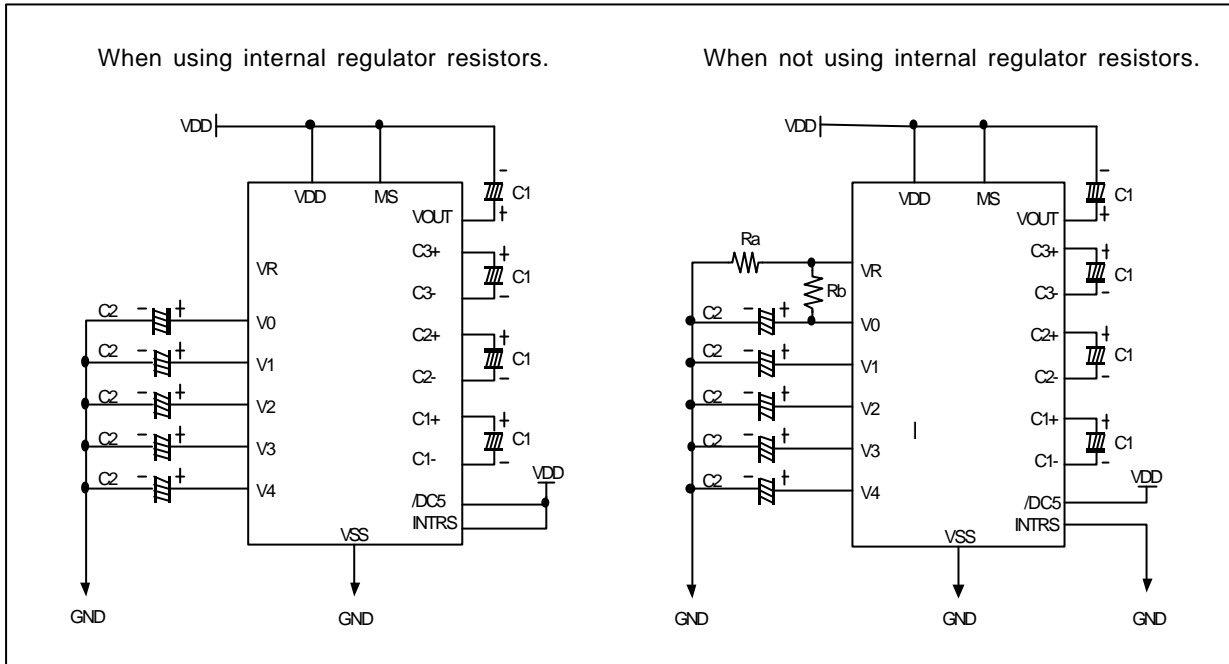 When using internal regulator resistors.
VDD
VDD MS
- C1
VOUT +
C3+ +
VR
C1
C3- -
C2 - +
V0
C2+ +
C2 - +
V1
C1
C2- -
C2 - +
V2
C1+ +
C2 - +
V3
C1
C1- -
VDD
C2 - +
V4
/DC5
INTRS
VSS
GND
GND
When not using internal regulator resistors.
VDD
VDD MS
- C1
VOUT +
Ra
C3+ +
VR
C1
Rb
C3- -
C2 - +
V0
C2+ +
C2 - +
V1
C1
C2- -
C2 - +
V2
C1+ +
C2 - +
V3
C1
C1- -
VDD
C2 - +
V4
/DC5
INTRS
VSS
GND
GND
GND